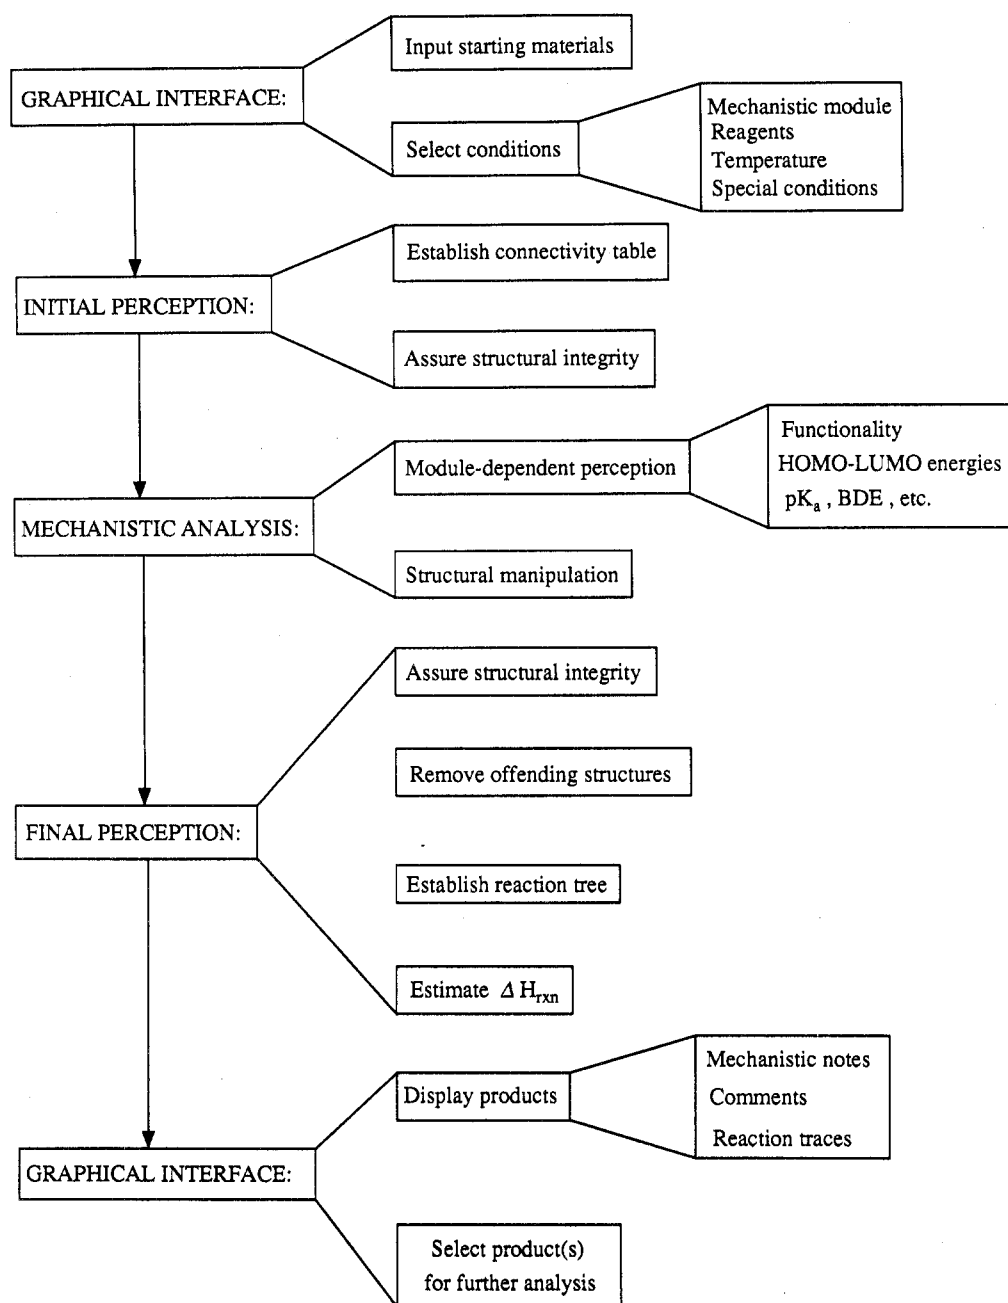 Input starting materials
GRAPHICAL INTERFACE:
Select conditions
Mechanistic module
Reagents
Temperature
Special conditions
Establish connectivity table
INITIAL PERCEPTION:
Assure structural integrity
Module-dependent perception
Functionality
HOMO-LUMO energies
pKₐ , BDE , etc.
MECHANISTIC ANALYSIS:
Structural manipulation
Assure structural integrity
Remove offending structures
FINAL PERCEPTION:
Establish reaction tree
Estimate Δ Hrxn
Display products
Mechanistic notes
Comments
Reaction traces
GRAPHICAL INTERFACE:
Select product(s)
for further analysis